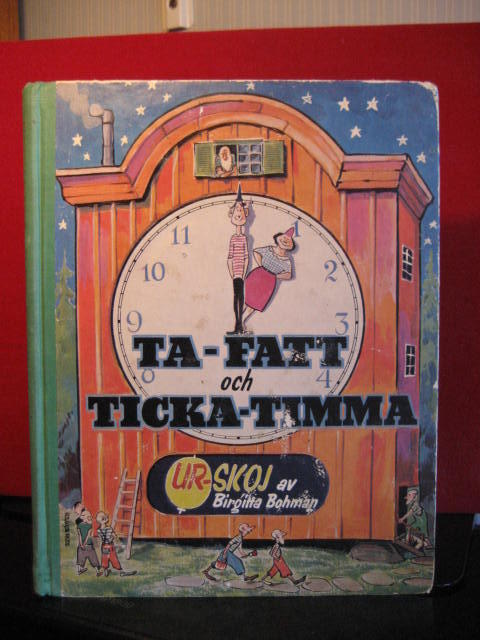 11 1
10 2
9 3
TA-FATT
och
4
TICKA-TIMMA
UR-SKOJ av
Birgitta Bohman